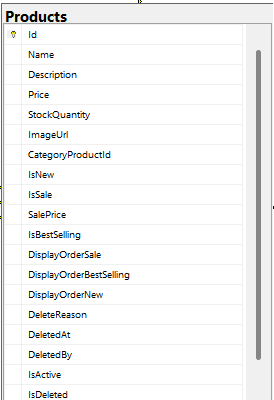 Products
Id
Name
Description
Price
StockQuantity
ImageUrl
CategoryProductId
IsNew
IsSale
SalePrice
IsBestSelling
DisplayOrderSale
DisplayOrderBestSelling
DisplayOrderNew
DeleteReason
DeletedAt
DeletedBy
IsActive
IsDeleted